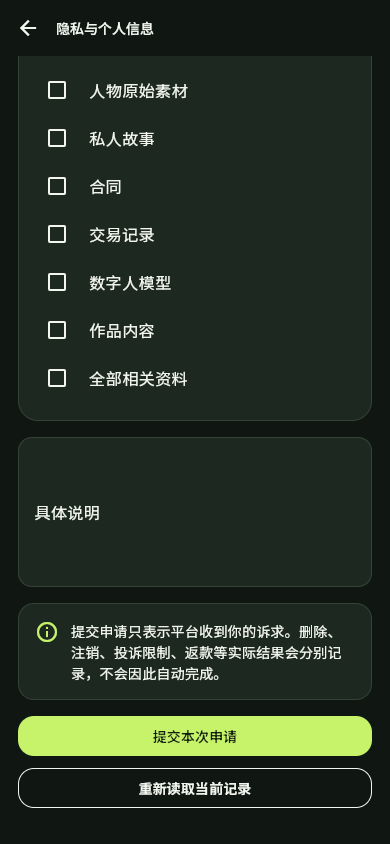 隐私与个人信息
人物原始素材
私人故事
合同
交易记录
数字人模型
作品内容
全部相关资料
具体说明
提交申请只表示平台收到你的诉求。删除、
注销、投诉限制、返款等实际结果会分别记
录，不会因此自动完成。
提交本次申请
重新读取当前记录